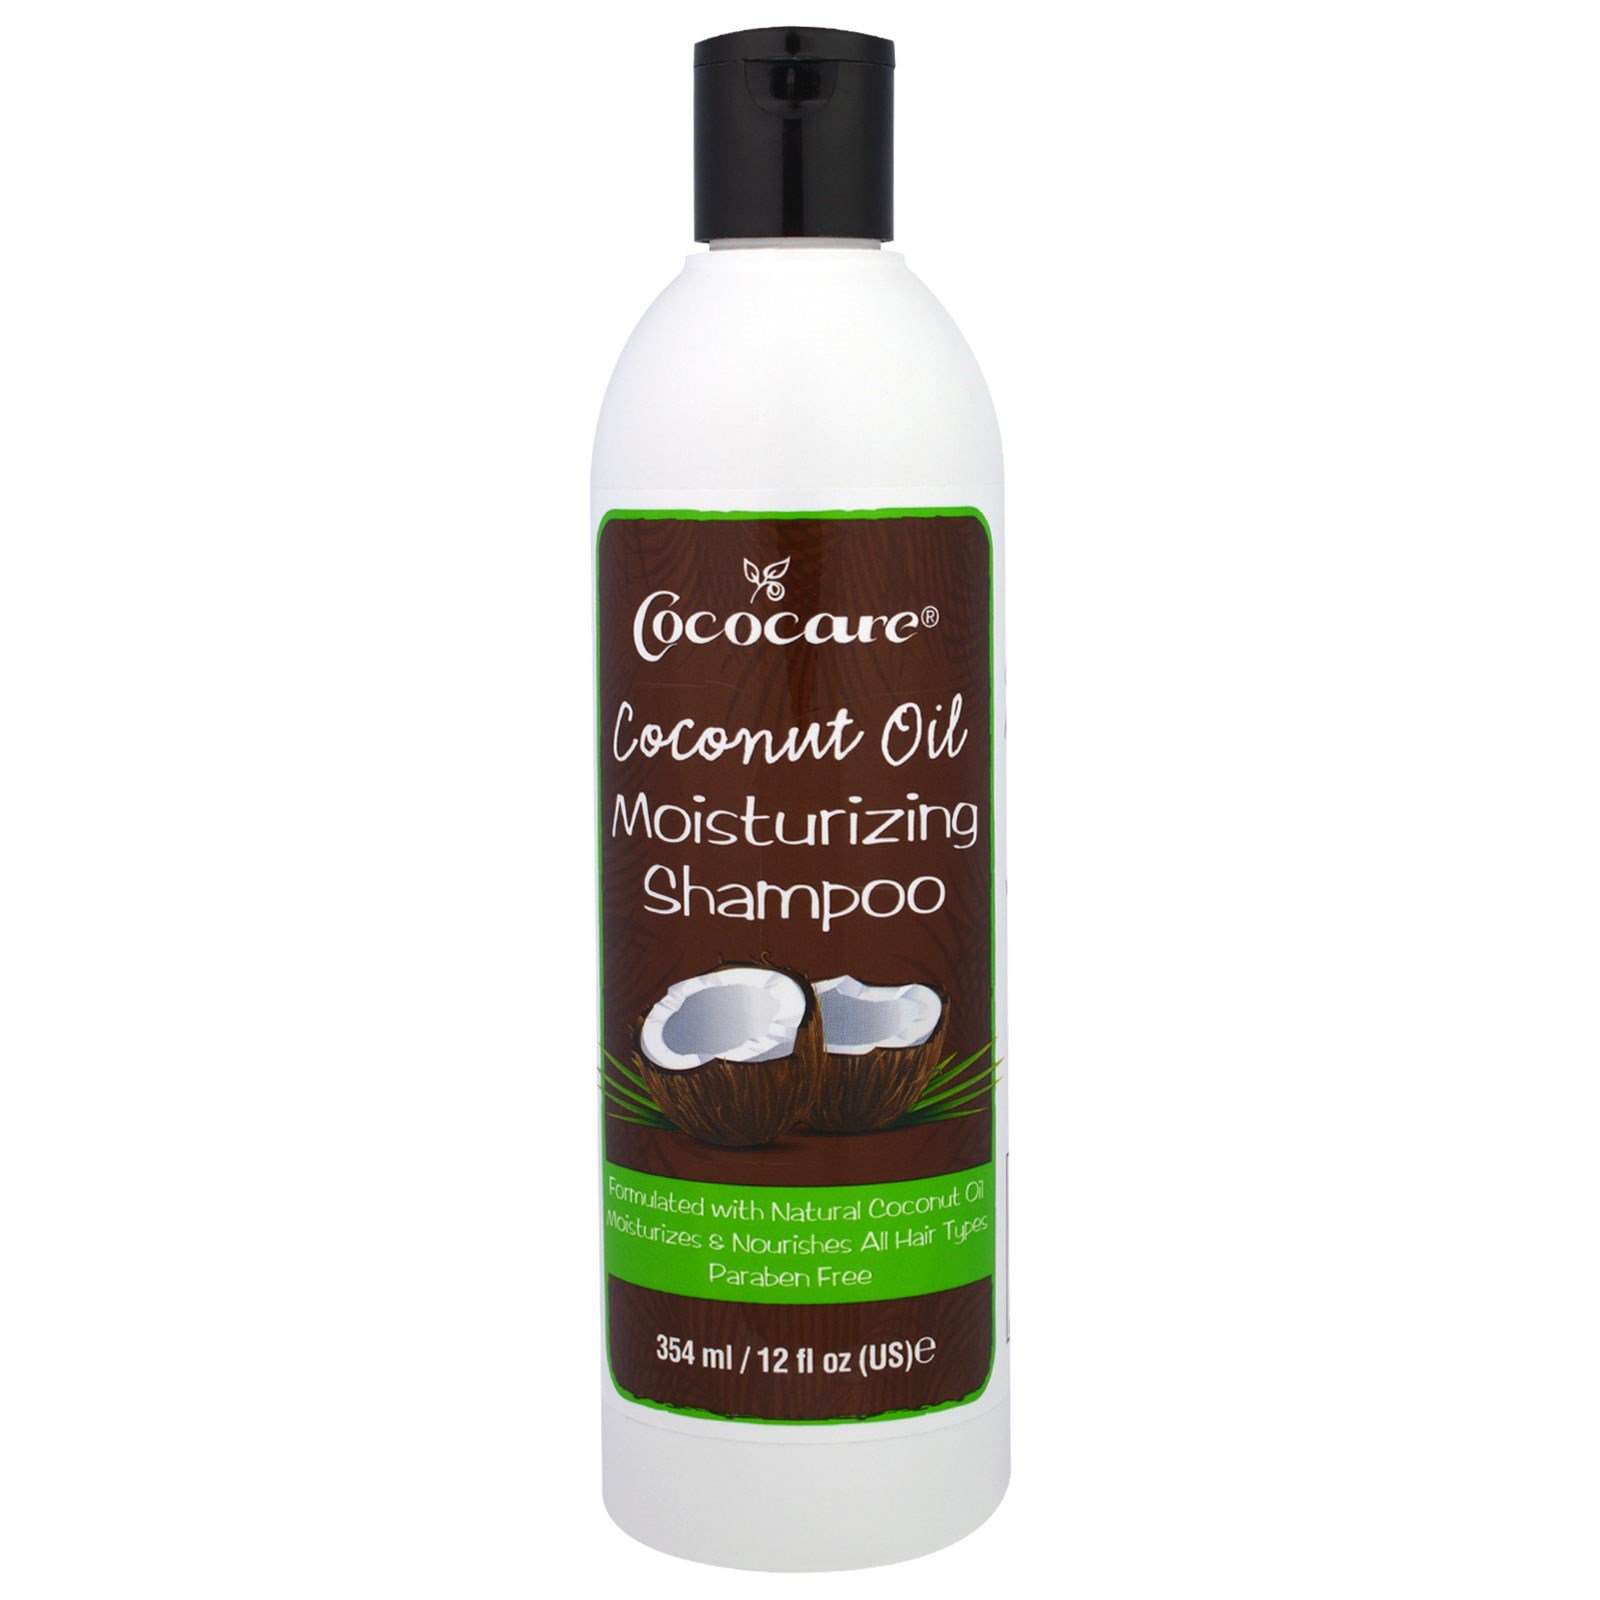 Cococare®
Coconut Oil
Moisturizing
Shampoo
Formulated with Natural Coconut Oil
Moisturizes & Nourishes All Hair Types
Paraben Free
354 ml / 12 fl oz (US)℮